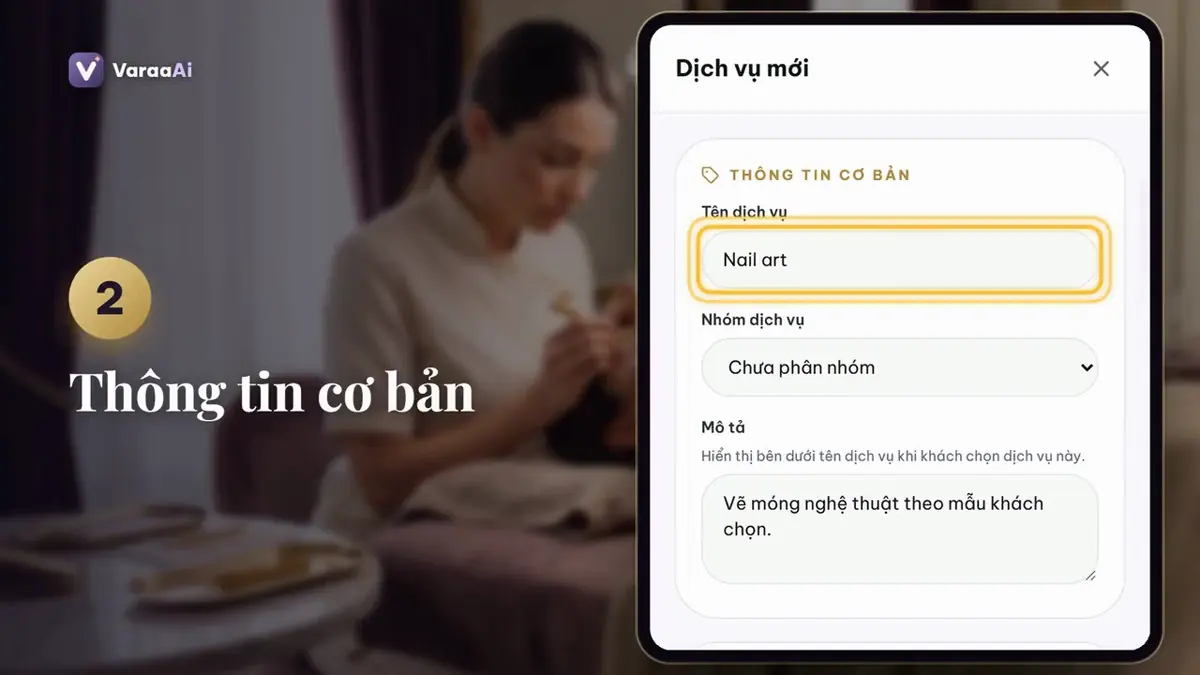 VaraaAi
2
Thông tin cơ bản
Dịch vụ mới
THÔNG TIN CƠ BẢN
Tên dịch vụ
Nail art
Nhóm dịch vụ
Chưa phân nhóm
Mô tả
Hiển thị bên dưới tên dịch vụ khi khách chọn dịch vụ này.
Vẽ móng nghệ thuật theo mẫu khách
chọn.